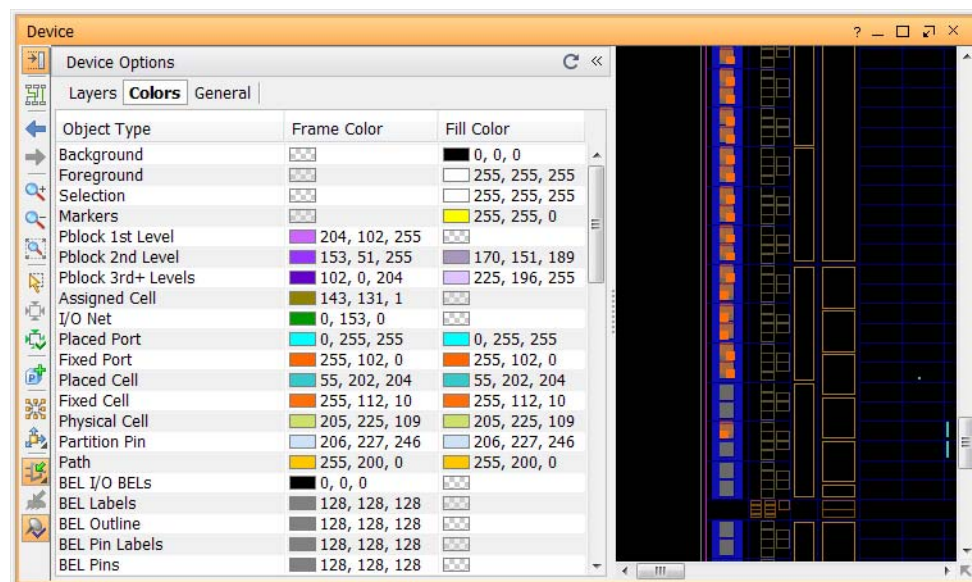 Device
Device Options
Layers Colors General
Object Type Frame Color Fill Color
Background 0, 0, 0
Foreground 255, 255, 255
Selection 255, 255, 255
Markers 255, 255, 0
Pblock 1st Level 204, 102, 255
Pblock 2nd Level 153, 51, 255 170, 151, 189
Pblock 3rd+ Levels 102, 0, 204 225, 196, 255
Assigned Cell 143, 131, 1
I/O Net 0, 153, 0
Placed Port 0, 255, 255 0, 255, 255
Fixed Port 255, 102, 0 255, 102, 0
Placed Cell 55, 202, 204 55, 202, 204
Fixed Cell 255, 112, 10 255, 112, 10
Physical Cell 205, 225, 109 205, 225, 109
Partition Pin 206, 227, 246 206, 227, 246
Path 255, 200, 0 255, 200, 0
BEL I/O BELs 0, 0, 0
BEL Labels 128, 128, 128
BEL Outline 128, 128, 128
BEL Pin Labels 128, 128, 128
BEL Pins 128, 128, 128